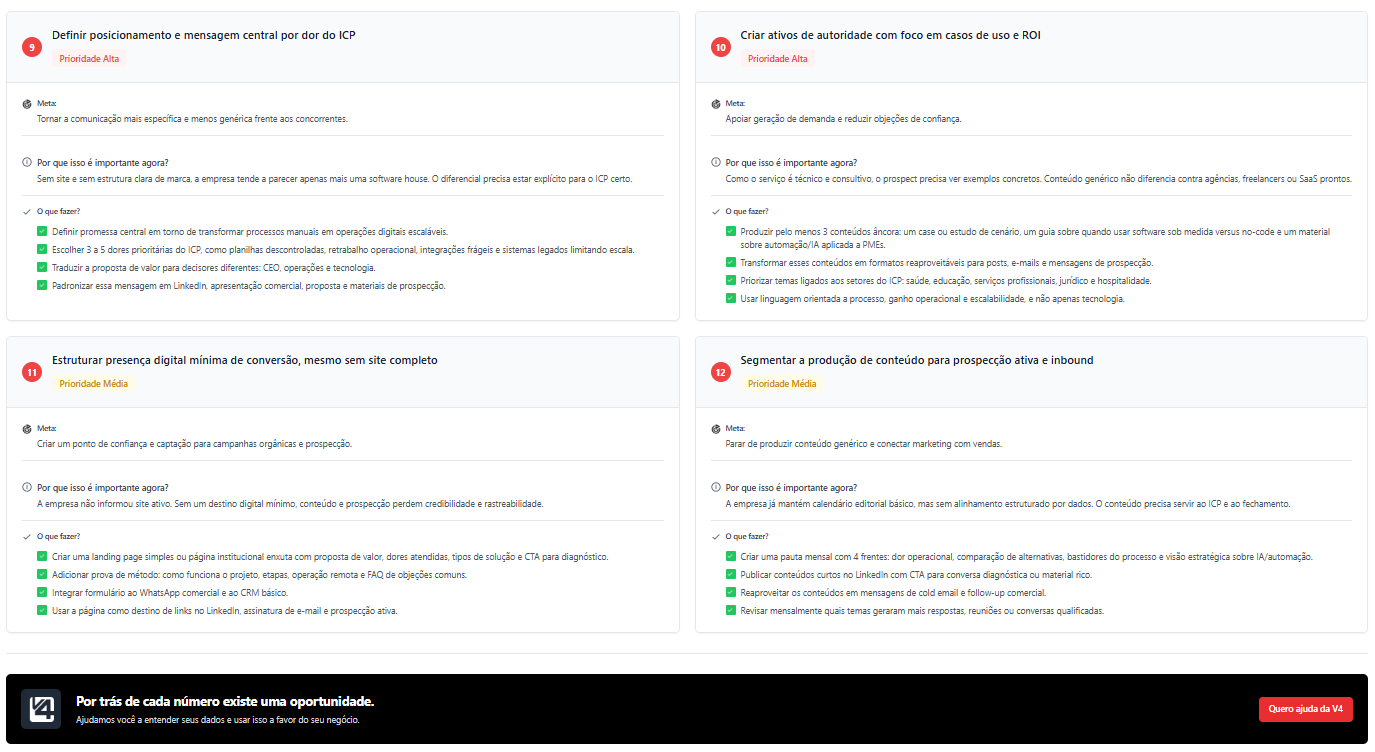 9
Definir posicionamento e mensagem central por dor do ICP
Prioridade Alta
Meta:
Tornar a comunicação mais específica e menos genérica frente aos concorrentes.
Por que isso é importante agora?
Sem site e sem estrutura clara de marca, a empresa tende a parecer apenas mais uma software house. O diferencial precisa estar explícito para o ICP certo.
O que fazer?
Definir promessa central em torno de transformar processos manuais em operações digitais escaláveis.
Escolher 3 a 5 dores prioritárias do ICP, como planilhas descontroladas, retrabalho operacional, integrações frágeis e sistemas legados limitando escala.
Traduzir a proposta de valor para decisores diferentes: CEO, operações e tecnologia.
Padronizar essa mensagem em LinkedIn, apresentação comercial, proposta e materiais de prospecção.
10
Criar ativos de autoridade com foco em casos de uso e ROI
Prioridade Alta
Meta:
Apoiar geração de demanda e reduzir objeções de confiança.
Por que isso é importante agora?
Como o serviço é técnico e consultivo, o prospect precisa ver exemplos concretos. Conteúdo genérico não diferencia contra agências, freelancers ou SaaS prontos.
O que fazer?
Produzir pelo menos 3 conteúdos âncora: um case ou estudo de cenário, um guia sobre quando usar software sob medida versus no-code e um material
sobre automação/IA aplicada a PMEs.
Transformar esses conteúdos em formatos reaproveitáveis para posts, e-mails e mensagens de prospecção.
Priorizar temas ligados aos setores do ICP: saúde, educação, serviços profissionais, jurídico e hospitalidade.
Usar linguagem orientada a processo, ganho operacional e escalabilidade, e não apenas tecnologia.
11
Estruturar presença digital mínima de conversão, mesmo sem site completo
Prioridade Média
Meta:
Criar um ponto de confiança e captação para campanhas orgânicas e prospecção.
Por que isso é importante agora?
A empresa não informou site ativo. Sem um destino digital mínimo, conteúdo e prospecção perdem credibilidade e rastreabilidade.
O que fazer?
Criar uma landing page simples ou página institucional enxuta com proposta de valor, dores atendidas, tipos de solução e CTA para diagnóstico.
Adicionar prova de método: como funciona o projeto, etapas, operação remota e FAQ de objeções comuns.
Integrar formulário ao WhatsApp comercial e ao CRM básico.
Usar a página como destino de links no LinkedIn, assinatura de e-mail e prospecção ativa.
12
Segmentar a produção de conteúdo para prospecção ativa e inbound
Prioridade Média
Meta:
Parar de produzir conteúdo genérico e conectar marketing com vendas.
Por que isso é importante agora?
A empresa já mantém calendário editorial básico, mas sem alinhamento estruturado por dados. O conteúdo precisa servir ao ICP e ao fechamento.
O que fazer?
Criar uma pauta mensal com 4 frentes: dor operacional, comparação de alternativas, bastidores do processo e visão estratégica sobre IA/automação.
Publicar conteúdos curtos no LinkedIn com CTA para conversa diagnóstica ou material rico.
Reaproveitar os conteúdos em mensagens de cold email e follow-up comercial.
Revisar mensalmente quais temas geraram mais respostas, reuniões ou conversas qualificadas.
V4
Por trás de cada número existe uma oportunidade.
Ajudamos você a entender seus dados e usar isso a favor do seu negócio.
Quero ajuda da V4